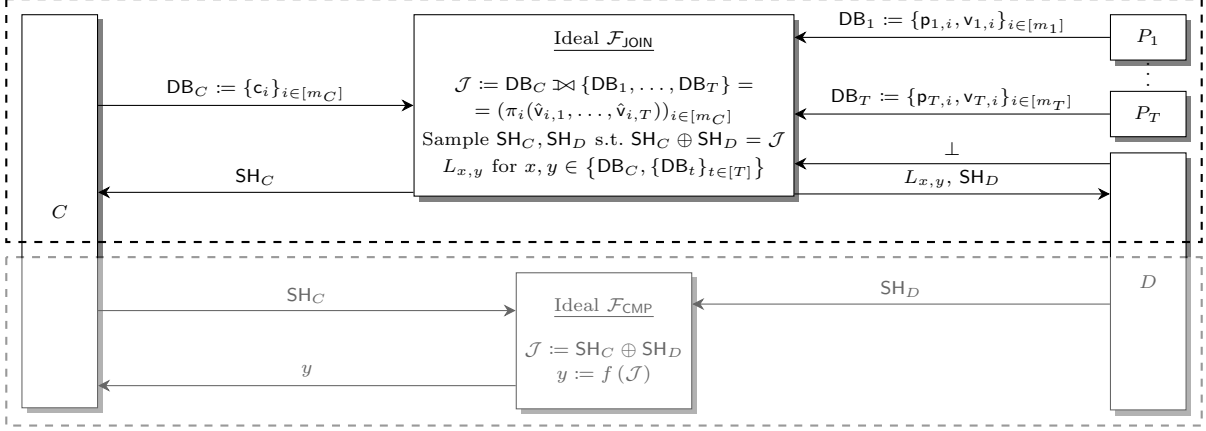 Ideal F_JOIN
DB_1 := {p_{1,i}, v_{1,i}}_{i∈[m_1]}
P_1
⋮
DB_C := {c_i}_{i∈[m_C]}
J := DB_C ⟕ {DB_1, …, DB_T} =
= (π_i(v̂_{i,1}, …, v̂_{i,T}))_{i∈[m_C]}
Sample SH_C, SH_D s.t. SH_C ⊕ SH_D = J
L_{x,y} for x, y ∈ {DB_C, {DB_t}_{t∈[T]}}
DB_T := {p_{T,i}, v_{T,i}}_{i∈[m_T]}
P_T
⊥
SH_C
L_{x,y}, SH_D
C
D
SH_C
Ideal F_CMP
J := SH_C ⊕ SH_D
y := f (J)
SH_D
y